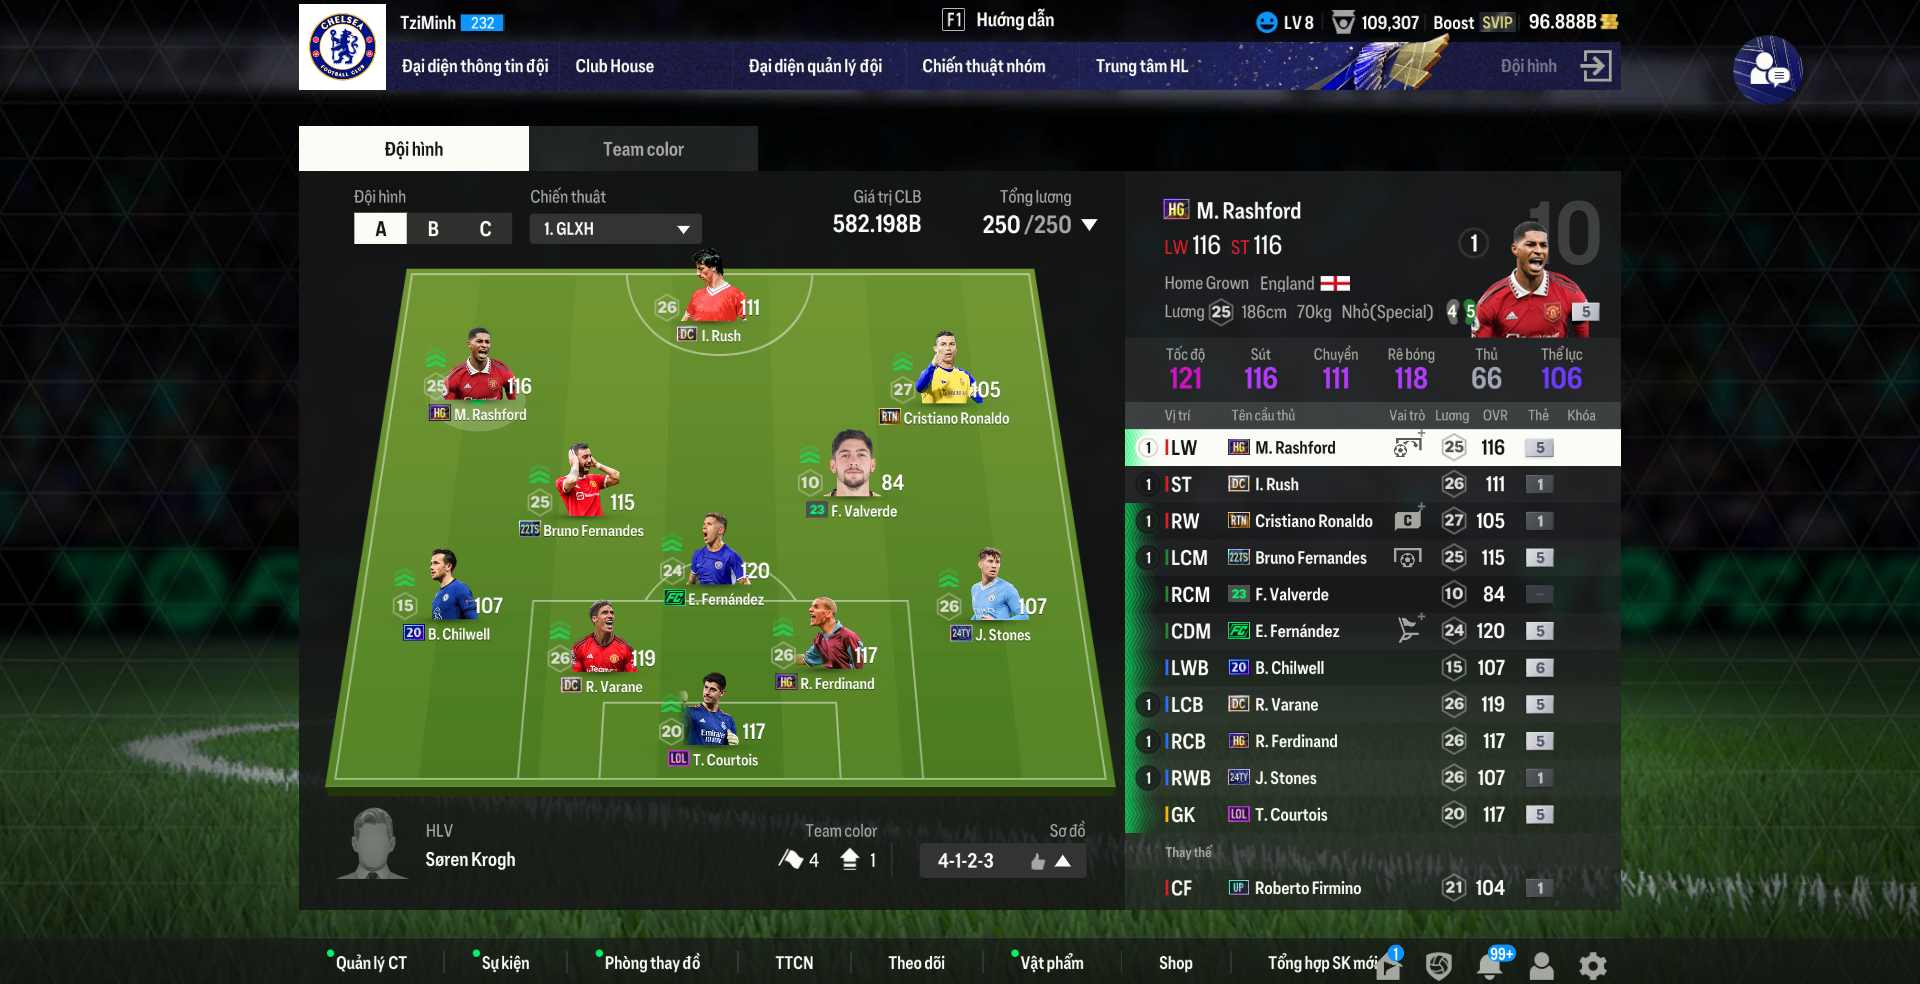 CHELSEA
FOOTBALL CLUB
TziMinh 232
F1 Hướng dẫn
LV 8 109,307 Boost SVIP 96.888B
Đại diện thông tin đội Club House Đại diện quản lý đội Chiến thuật nhóm Trung tâm HL Đội hình
Đội hình Team color
Đội hình Chiến thuật Giá trị CLB Tổng lương
A B C 1. GLXH 582.198B 250 /250
26 111
DC I. Rush
25 116
HG M. Rashford
27 105
RTN Cristiano Ronaldo
25 115
22TS Bruno Fernandes
10 84
23 F. Valverde
24 120
FC E. Fernández
15 107
20 B. Chilwell
26 107
24TY J. Stones
26 119
DC R. Varane
26 117
HG R. Ferdinand
20 117
LOL T. Courtois
HLV
Søren Krogh
Team color Sơ đồ
4 1 4-1-2-3
HG M. Rashford
10
LW 116 ST 116
1
Home Grown England
Lương 25 186cm 70kg Nhỏ(Special) 4 5 5
Tốc độ Sút Chuyền Rê bóng Thủ Thể lực
121 116 111 118 66 106
Vị trí Tên cầu thủ Vai trò Lương OVR Thẻ Khóa
1 LW HG M. Rashford 25 116 5
1 ST DC I. Rush 26 111 1
1 RW RTN Cristiano Ronaldo C 27 105 1
1 LCM 22TS Bruno Fernandes 25 115 5
RCM 23 F. Valverde 10 84 -
CDM FC E. Fernández 24 120 5
LWB 20 B. Chilwell 15 107 6
1 LCB DC R. Varane 26 119 5
1 RCB HG R. Ferdinand 26 117 5
1 RWB 24TY J. Stones 26 107 1
GK LOL T. Courtois 20 117 5
Thay thế
CF UP Roberto Firmino 21 104 1
Quản lý CT Sự kiện Phòng thay đồ TTCN Theo dõi Vật phẩm Shop Tổng hợp SK mới 1 99+